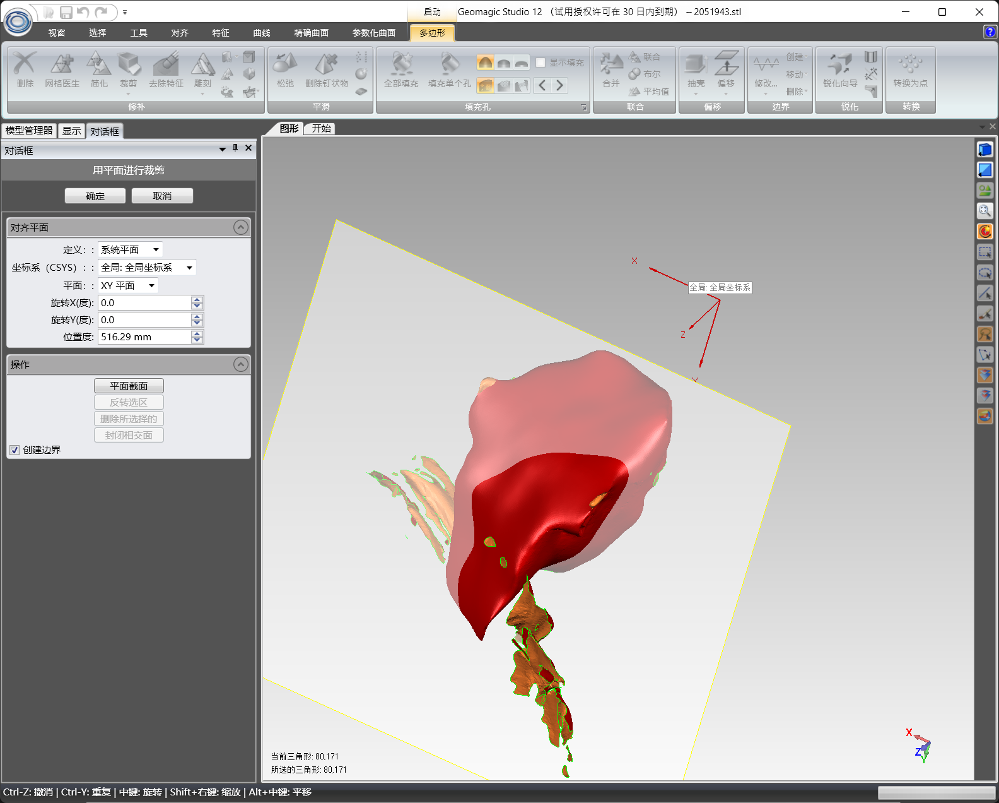 启动
Geomagic Studio 12 （试用授权许可在 30 日内到期） -- 2051943.stl
视窗 选择 工具 对齐 特征 曲线 精确曲面 参数化曲面 多边形
删除 网格医生 简化 裁剪 去除特征 雕刻
修补
松弛 删除钉状物
平滑
全部填充 填充单个孔 显示填充
填充孔
合并 联合 布尔 平均值
联合
抽壳 偏移
偏移
修改... 创建 移动 删除
边界
锐化向导
锐化
转换为点
转换
模型管理器 显示 对话框
图形 开始
对话框
用平面进行裁剪
确定 取消
对齐平面
定义: : 系统平面
坐标系（CSYS）: : 全局: 全局坐标系
平面: : XY 平面
旋转X(度): 0.0
旋转Y(度): 0.0
位置度: 516.29 mm
操作
平面截面
反转选区
删除所选择的
封闭相交面
创建边界
X
全局: 全局坐标系
Z
Y
X
Z
Y
当前三角形: 80,171
所选的三角形: 80,171
Ctrl-Z: 撤消 | Ctrl-Y: 重复 | 中键: 旋转 | Shift+右键: 缩放 | Alt+中键: 平移